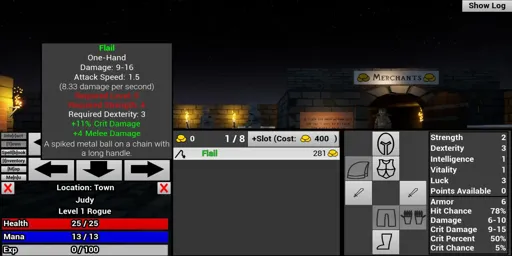 Show Log
Flail
One-Hand
Damage: 9-16
Attack Speed: 1.5
(8.33 damage per second)
Required Dexterity: 3
+11% Crit Damage
+4 Melee Damage
A spiked metal ball on a chain with
a long handle.
MERCHANTS
0
1 / 8
+Slot (Cost: 400 )
Flail
281
Location: Town
Judy
Level 1 Rogue
Health 25 / 25
Mana 13 / 13
Exp 0 / 100
X
X
Strength 2
Dexterity 3
Intelligence 1
Vitality 1
Luck 3
Points Available 0
Armor 6
Hit Chance 78%
Damage 6-10
Crit Damage 9-15
Crit Percent 50%
Crit Chance 5%